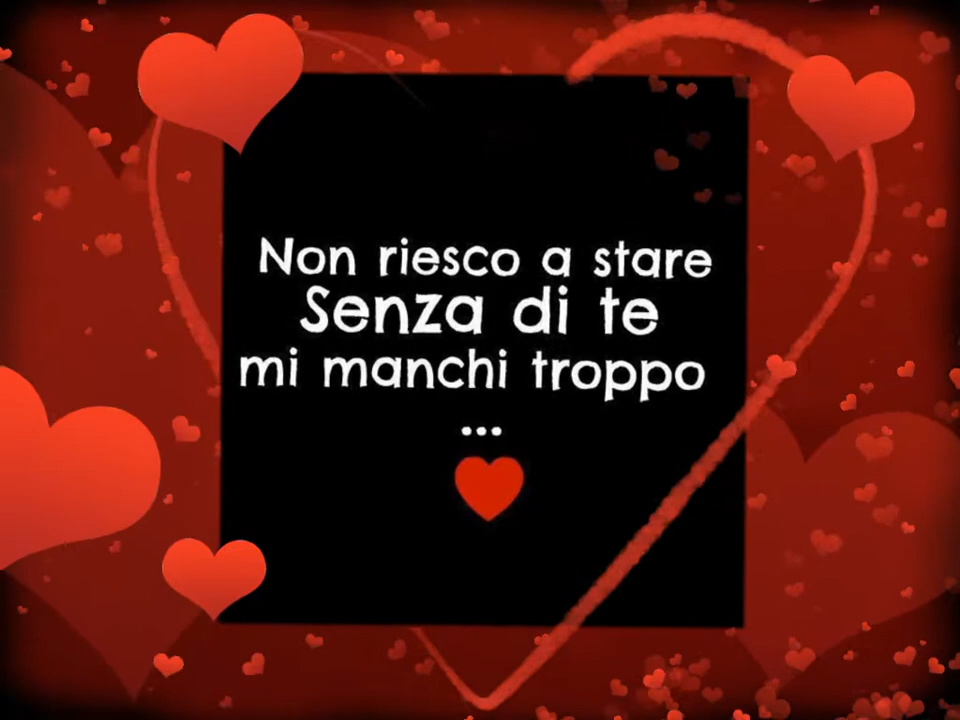 Non riesco a stare
Senza di te
mi manchi troppo
...